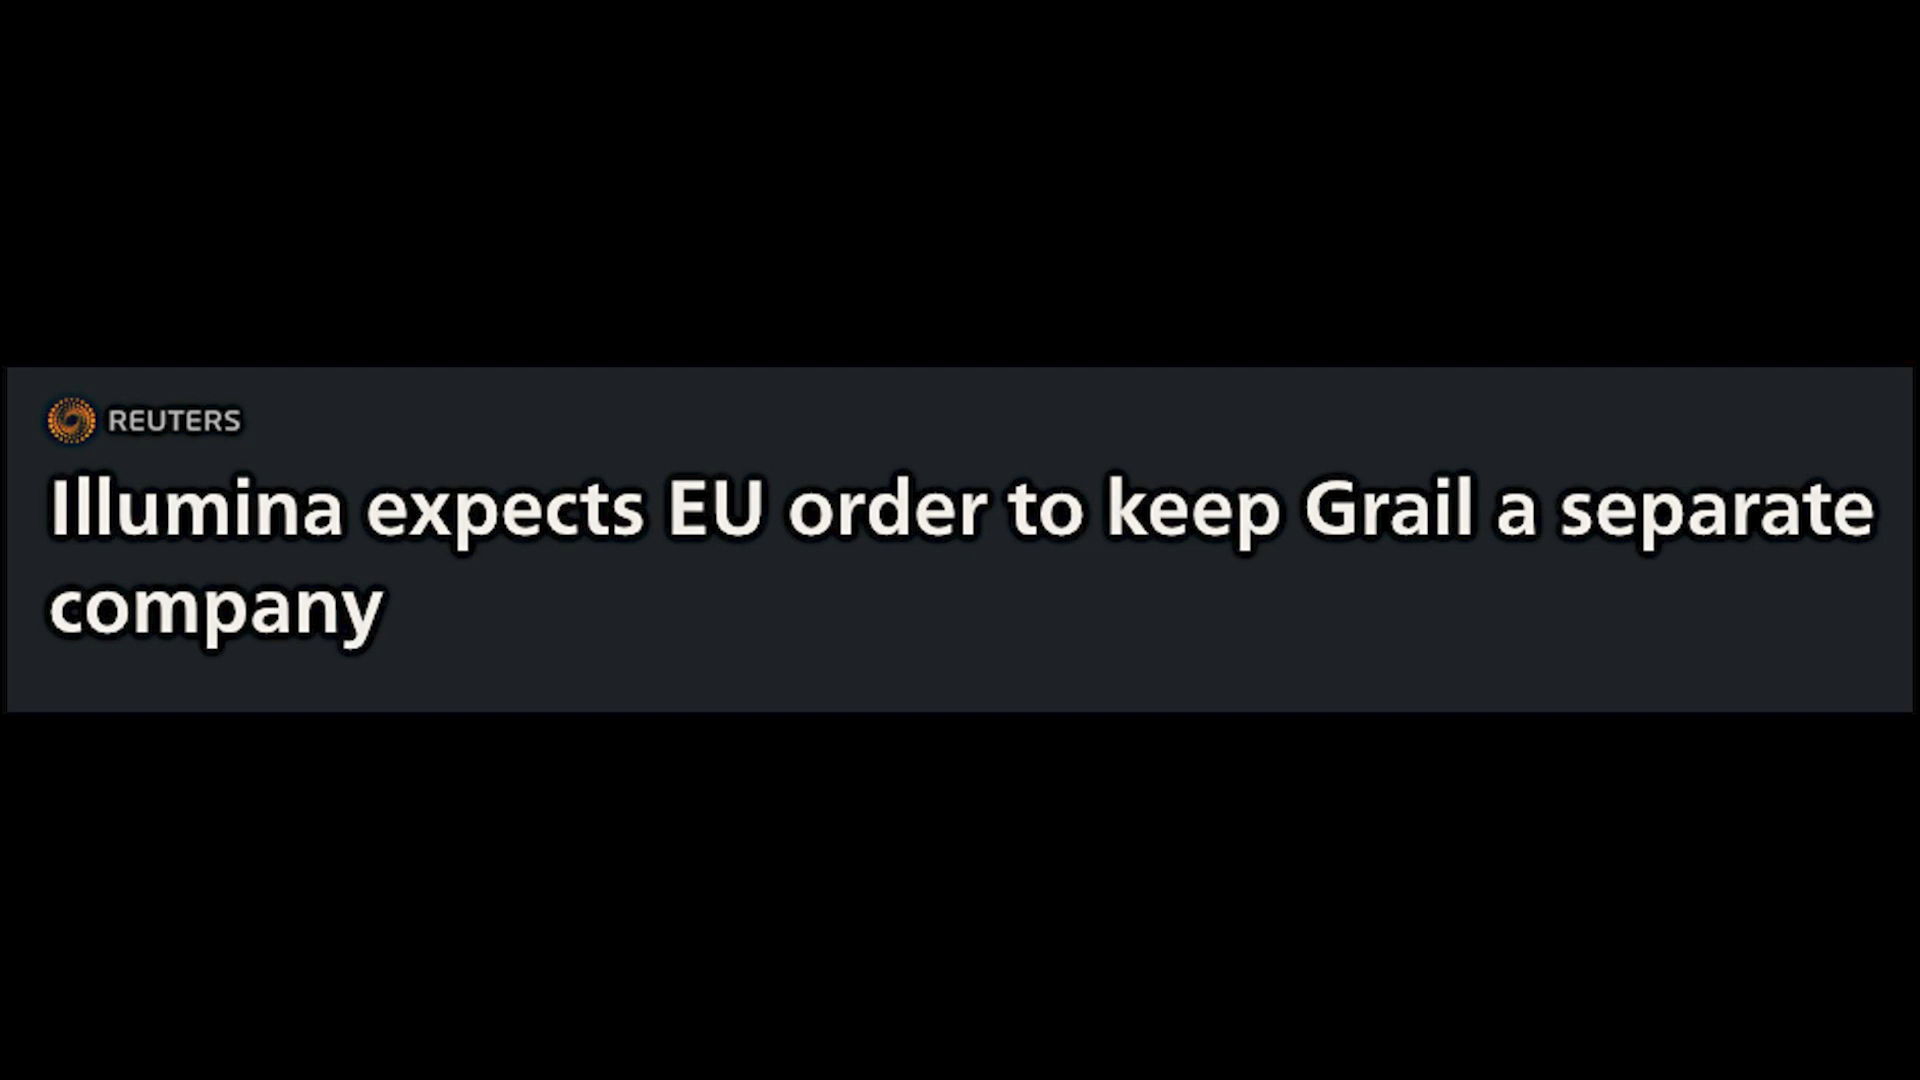 REUTERS
Illumina expects EU order to keep Grail a separate
company